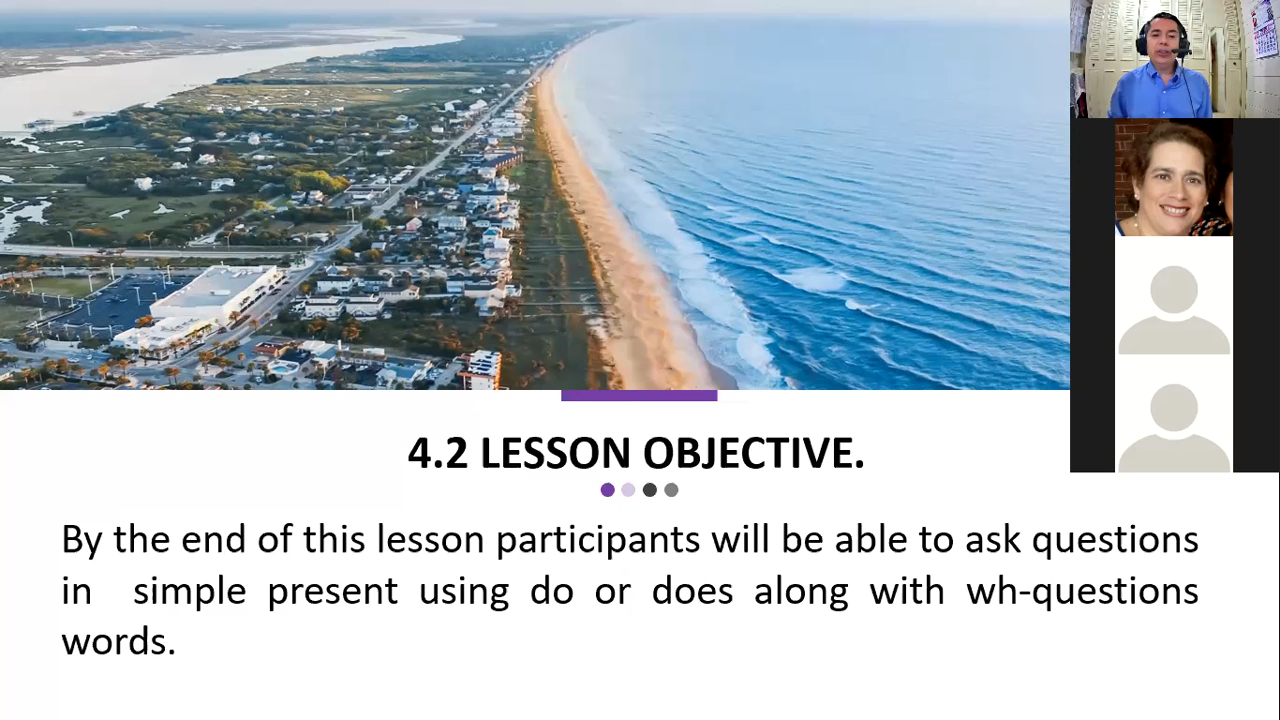 4.2 LESSON OBJECTIVE.
By the end of this lesson participants will be able to ask questions
in simple present using do or does along with wh-questions
words.